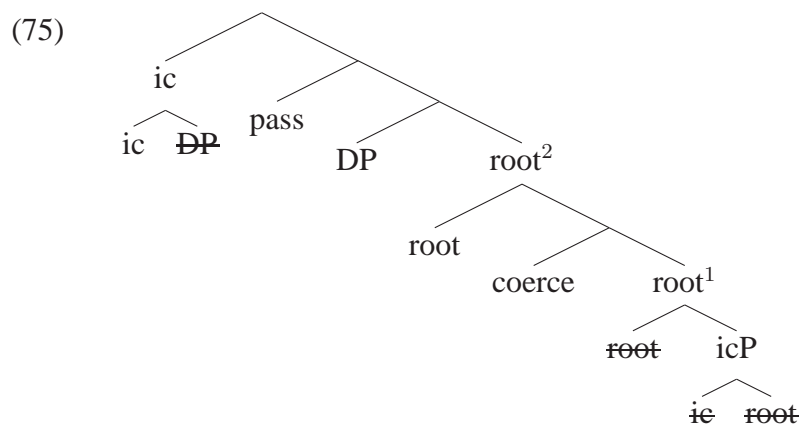 (75)
ic
ic DP
pass
DP
root²
root
coerce
root¹
root
icP
ic root